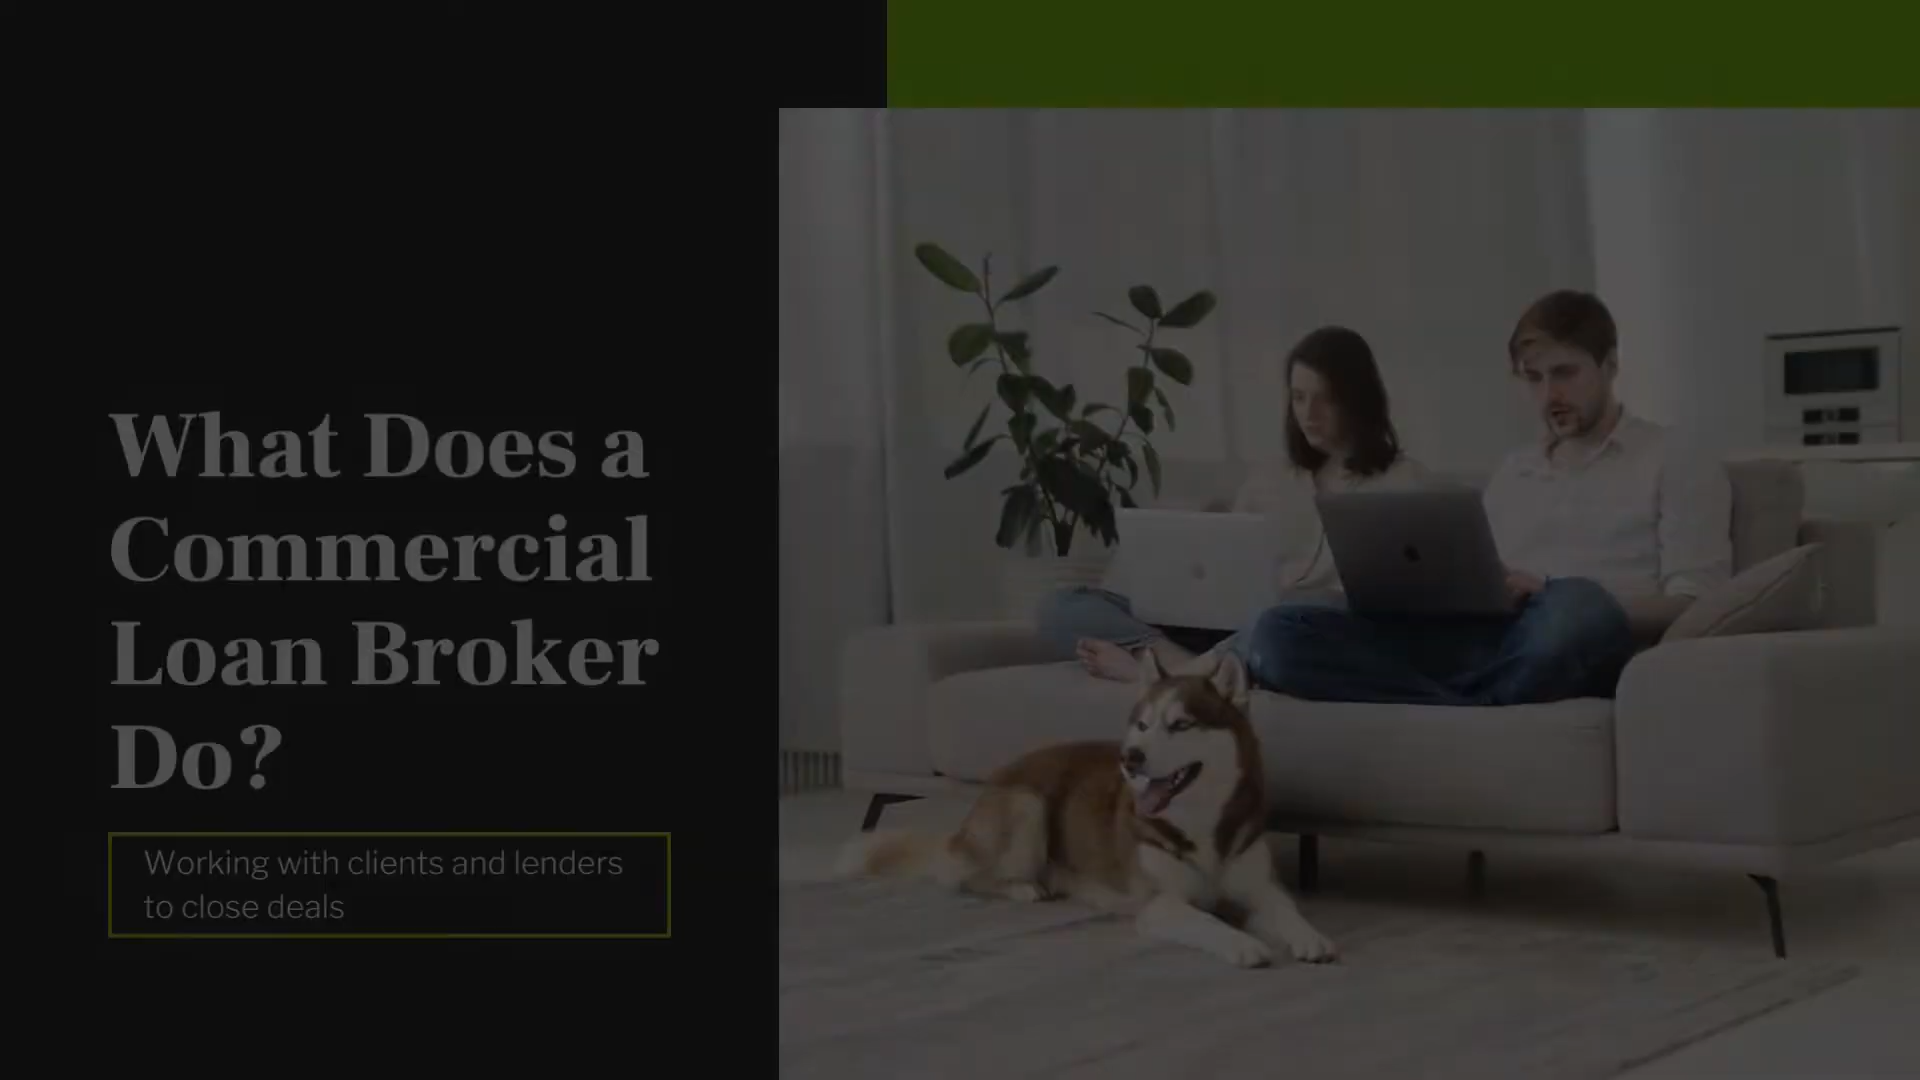 What Does a
Commercial
Loan Broker
Do?
Working with clients and lenders
to close deals